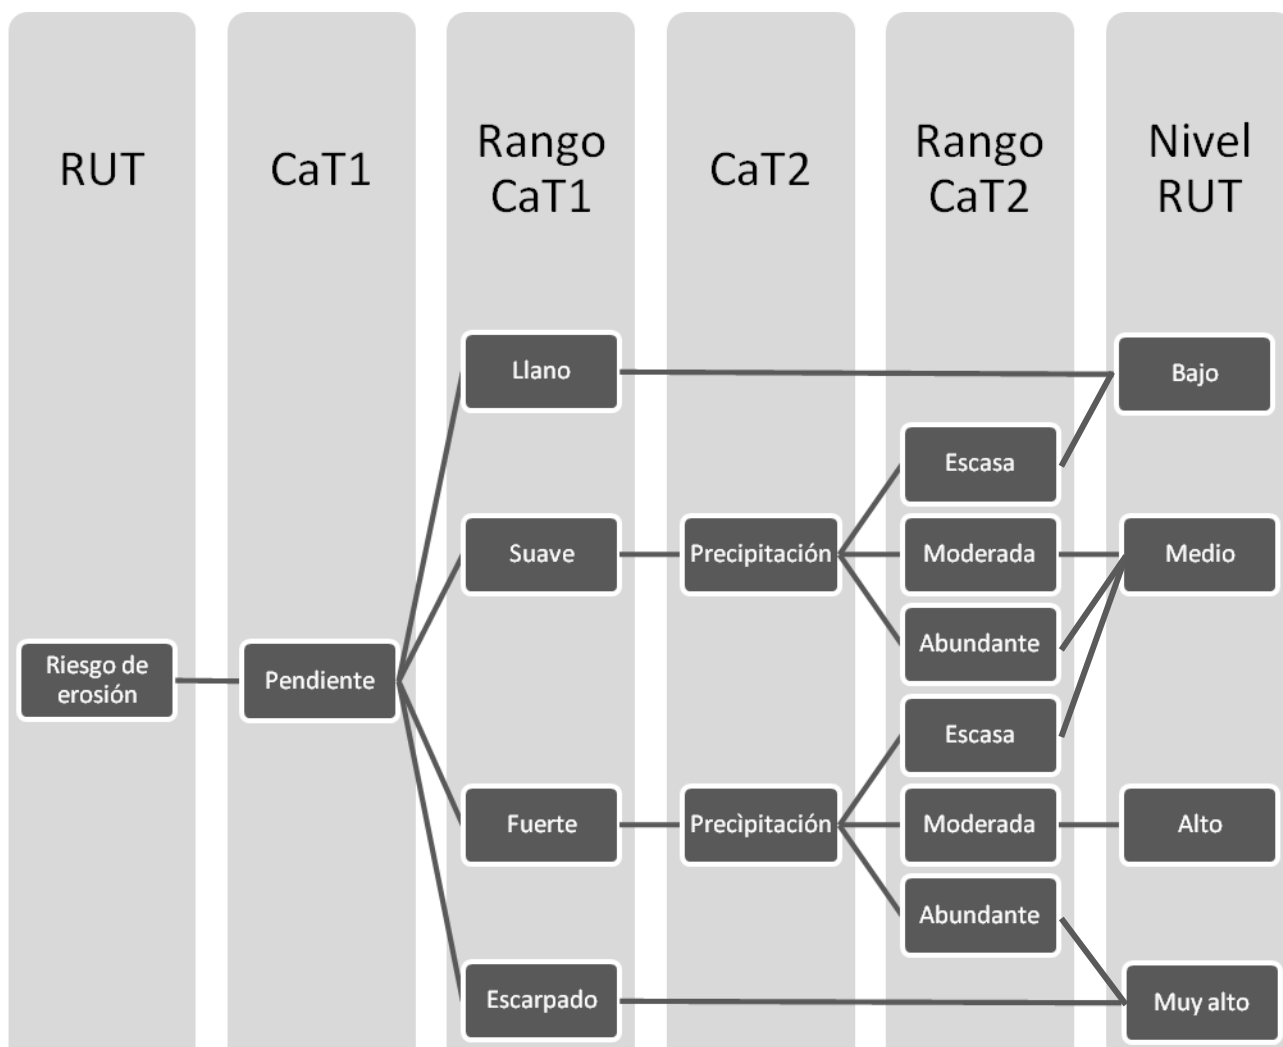 RUT
CaT1
Rango
CaT1
CaT2
Rango
CaT2
Nivel
RUT
Llano
Bajo
Escasa
Suave
Precipitación
Moderada
Medio
Abundante
Riesgo de
erosión
Pendiente
Escasa
Fuerte
Precìpitación
Moderada
Alto
Abundante
Escarpado
Muy alto